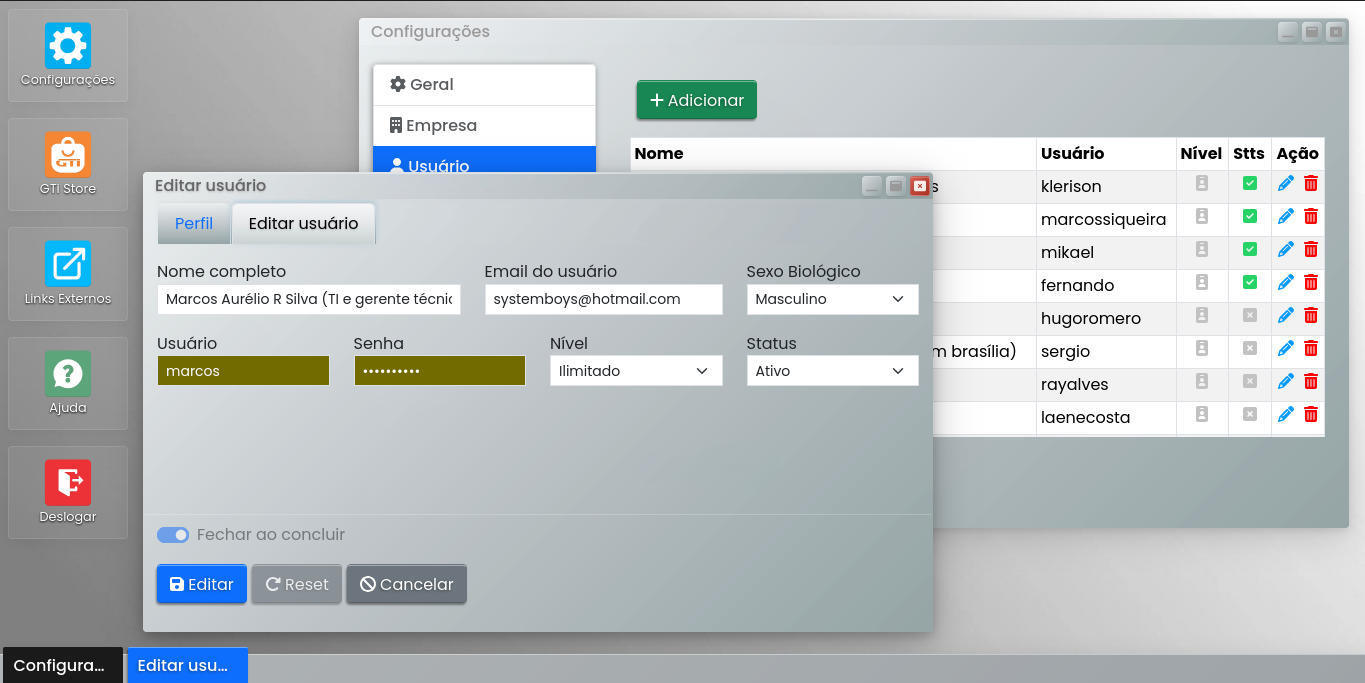 Configurações
GTI
GTI Store
Links Externos
Ajuda
Deslogar
Configurações
Geral
Empresa
Usuário
Adicionar
Nome Usuário Nível Stts Ação
s klerison
marcossiqueira
mikael
fernando
hugoromero
m brasília) sergio
rayalves
laenecosta
Editar usuário
Perfil Editar usuário
Nome completo Email do usuário Sexo Biológico
Marcos Aurélio R Silva (TI e gerente técnic systemboys@hotmail.com Masculino
Usuário Senha Nível Status
marcos •••••••••• Ilimitado Ativo
Fechar ao concluir
Editar Reset Cancelar
Configura... Editar usu...